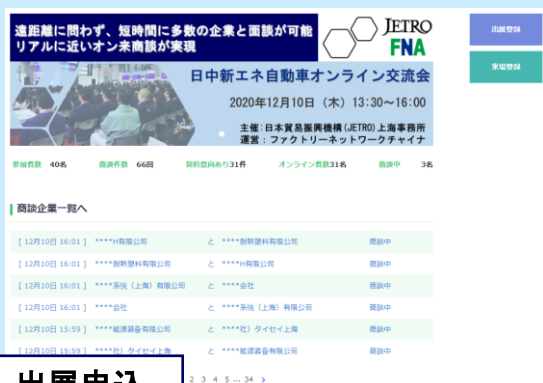 遠距離に問わず、短時間に多数の企業と面談が可能
リアルに近いオン来商談が実現
JETRO
FNA
出展登録
来場登録
日中新エネ自動車オンライン交流会
2020年12月10日（木）13:30~16:00
主催：日本貿易振興機構(JETRO)上海事務所
運営：ファクトリーネットワークチャイナ
参加者数 40名 商談件数 66回 契約意向あり31件 オンライン者数31名 商談中 3名
商談企業一覧へ
[ 12月10日 16:01 ] ****H有限公司 と ****耐熱塑料有限公司 商談中
[ 12月10日 16:01 ] ****耐熱塑料有限公司 と ****H有限公司 商談中
[ 12月10日 16:01 ] ****系統（上海）有限公司 と ****会社 商談中
[ 12月10日 16:01 ] ****会社 と ****系統（上海）有限公司 商談中
[ 12月10日 15:59 ] ****能源装备有限公司 と ****社）タイセイ上海 商談中
[ 12月10日 15:59 ] ****社）タイセイ上海 と ****能源装备有限公司 商談中
2 3 4 5 ... 34 >
出展申込